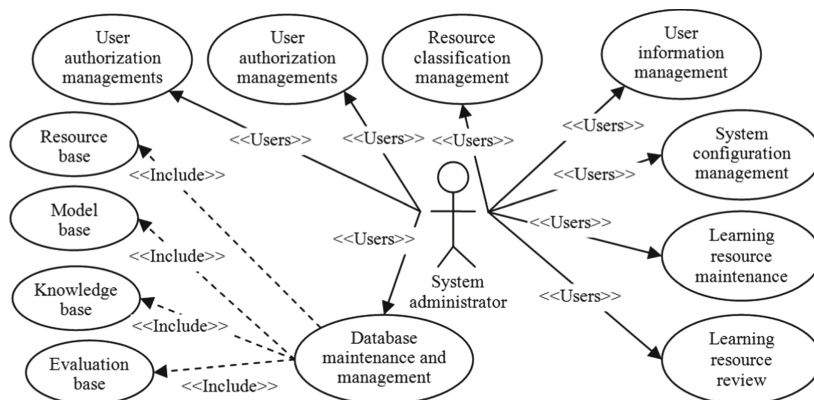 User
authorization
managements
User
authorization
managements
Resource
classification
management
User
information
management
<<Users>>
<<Users>>
<<Users>>
<<Users>>
Resource
base
<<Include>>
System
configuration
management
<<Users>>
Model
base
<<Include>>
<<Users>>
<<Users>>
Learning
resource
maintenance
System
administrator
Knowledge
base
<<Include>>
<<Users>>
Database
maintenance and
management
Learning
resource
review
Evaluation
base
<<Include>>